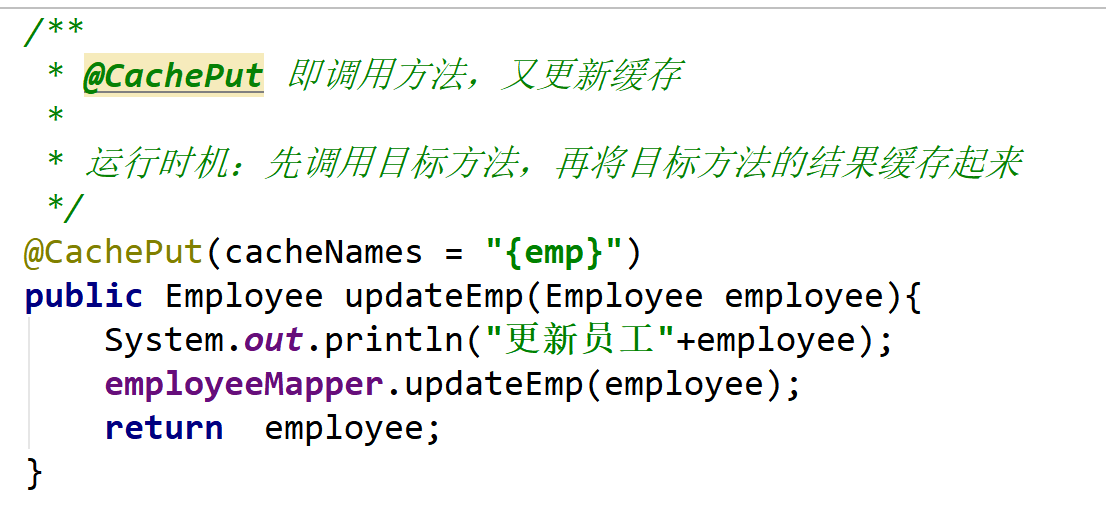 /**
 * @CachePut 即调用方法，又更新缓存
 *
 * 运行时机：先调用目标方法，再将目标方法的结果缓存起来
 */
@CachePut(cacheNames = "{emp}")
public Employee updateEmp(Employee employee){
    System.out.println("更新员工"+employee);
    employeeMapper.updateEmp(employee);
    return  employee;
}